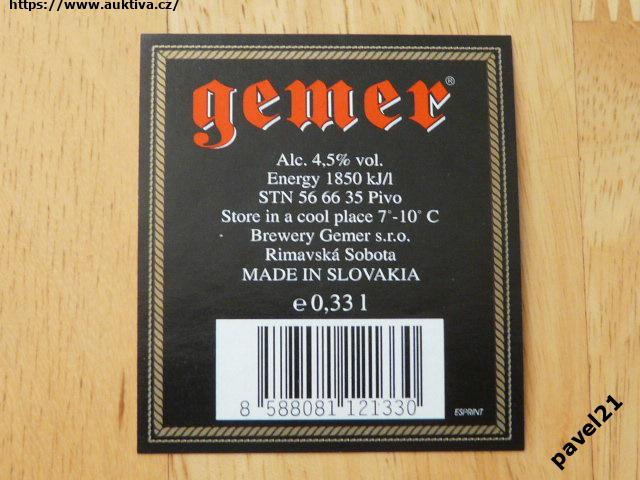 https://www.auktiva.cz/
gemer®
Alc. 4,5% vol.
Energy 1850 kJ/l
STN 56 66 35 Pivo
Store in a cool place 7°-10° C
Brewery Gemer s.r.o.
Rimavská Sobota
MADE IN SLOVAKIA
℮ 0,33 l
8 588081 121330
ESPRINT
pavel21